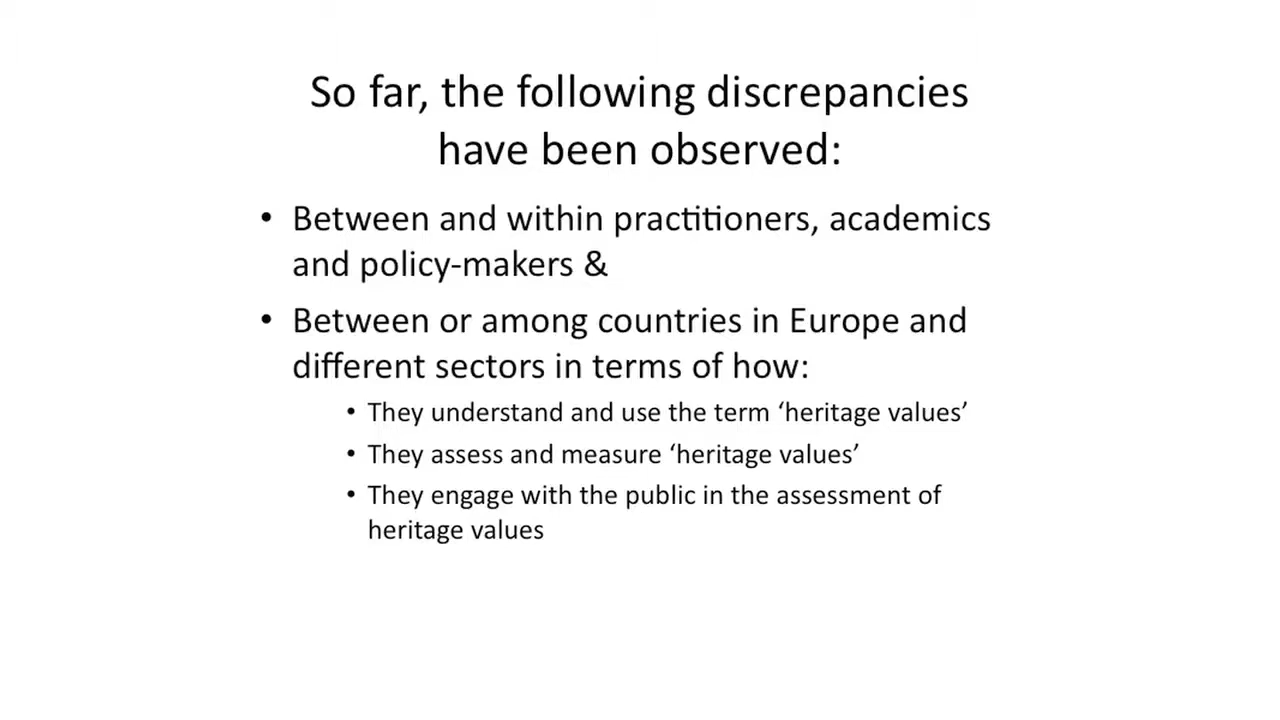 So far, the following discrepancies
have been observed:
• Between and within practitioners, academics
and policy-makers &
• Between or among countries in Europe and
different sectors in terms of how:
• They understand and use the term ‘heritage values’
• They assess and measure ‘heritage values’
• They engage with the public in the assessment of
heritage values